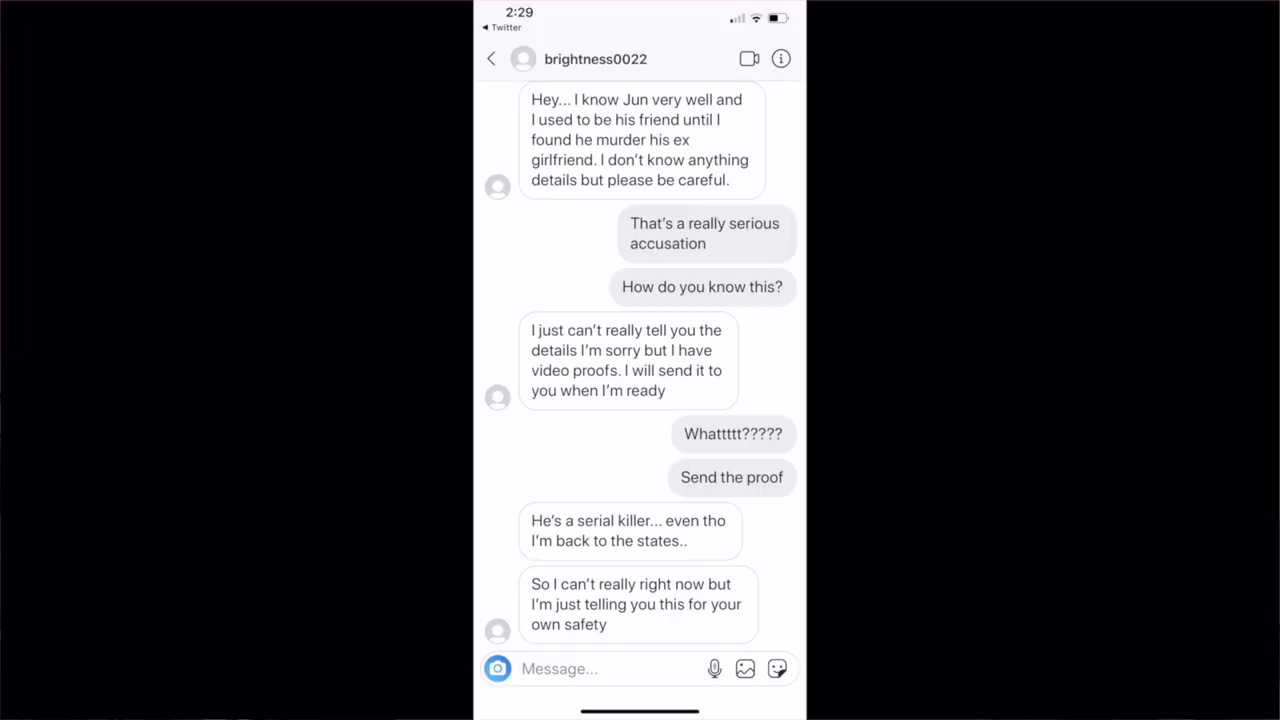 2:29
Twitter
brightness0022
Hey... I know Jun very well and
I used to be his friend until I
found he murder his ex
girlfriend. I don't know anything
details but please be careful.
That's a really serious
accusation
How do you know this?
I just can't really tell you the
details I'm sorry but I have
video proofs. I will send it to
you when I'm ready
Whattttt?????
Send the proof
He's a serial killer... even tho
I'm back to the states..
So I can't really right now but
I'm just telling you this for your
own safety
Message...